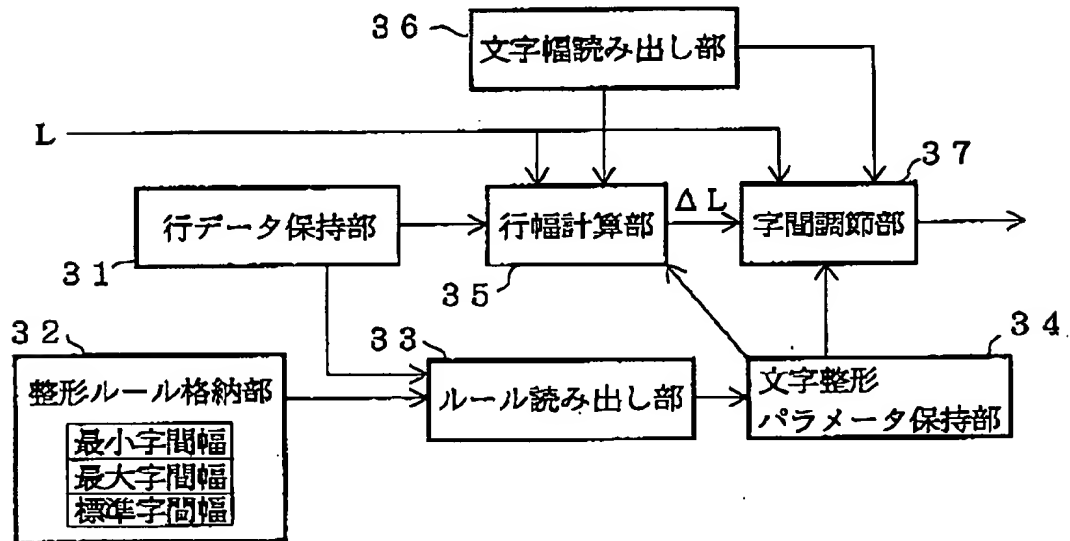 ３６
文字幅読み出し部
L
３７
行データ保持部
行幅計算部
ΔL
字間調節部
３１
３５
３２
３３
３４
整形ルール格納部
最小字間幅
最大字間幅
標準字間幅
ルール読み出し部
文字整形
パラメータ保持部